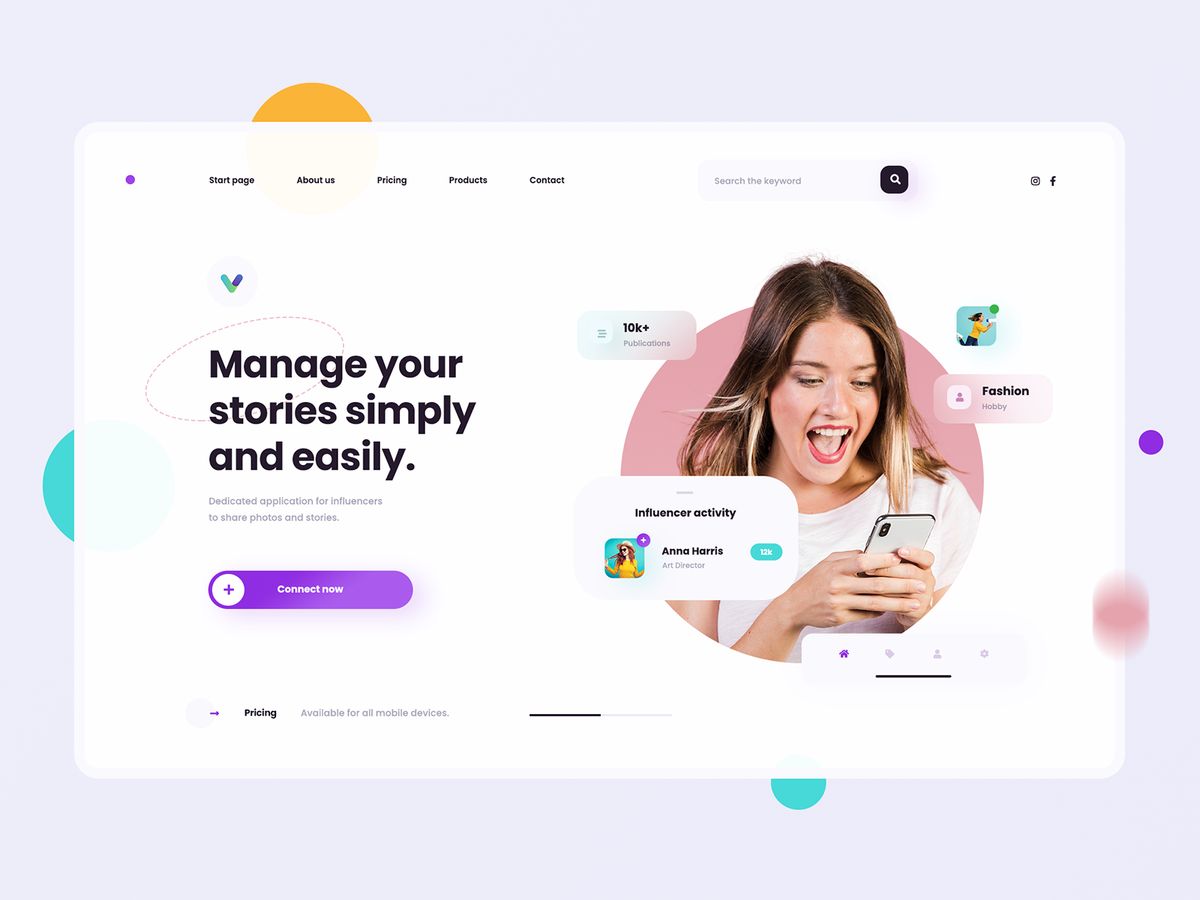 Start page
About us
Pricing
Products
Contact
Search the keyword
Manage your
stories simply
and easily.
Dedicated application for influencers
to share photos and stories.
Connect now
10k+
Publications
Fashion
Hobby
Influencer activity
Anna Harris
Art Director
12k
Pricing
Available for all mobile devices.